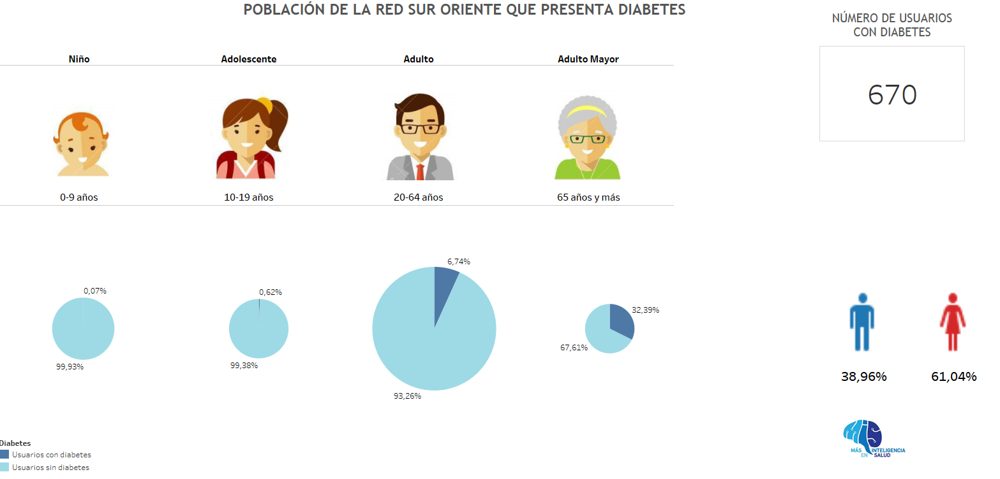 POBLACIÓN DE LA RED SUR ORIENTE QUE PRESENTA DIABETES
NÚMERO DE USUARIOS
CON DIABETES
670
Niño
Adolescente
Adulto
Adulto Mayor
0-9 años
10-19 años
20-64 años
65 años y más
0,07%
99,93%
0,62%
99,38%
6,74%
93,26%
32,39%
67,61%
38,96%
61,04%
Diabetes
Usuarios con diabetes
Usuarios sin diabetes
MÁS INTELIGENCIA
EN SALUD